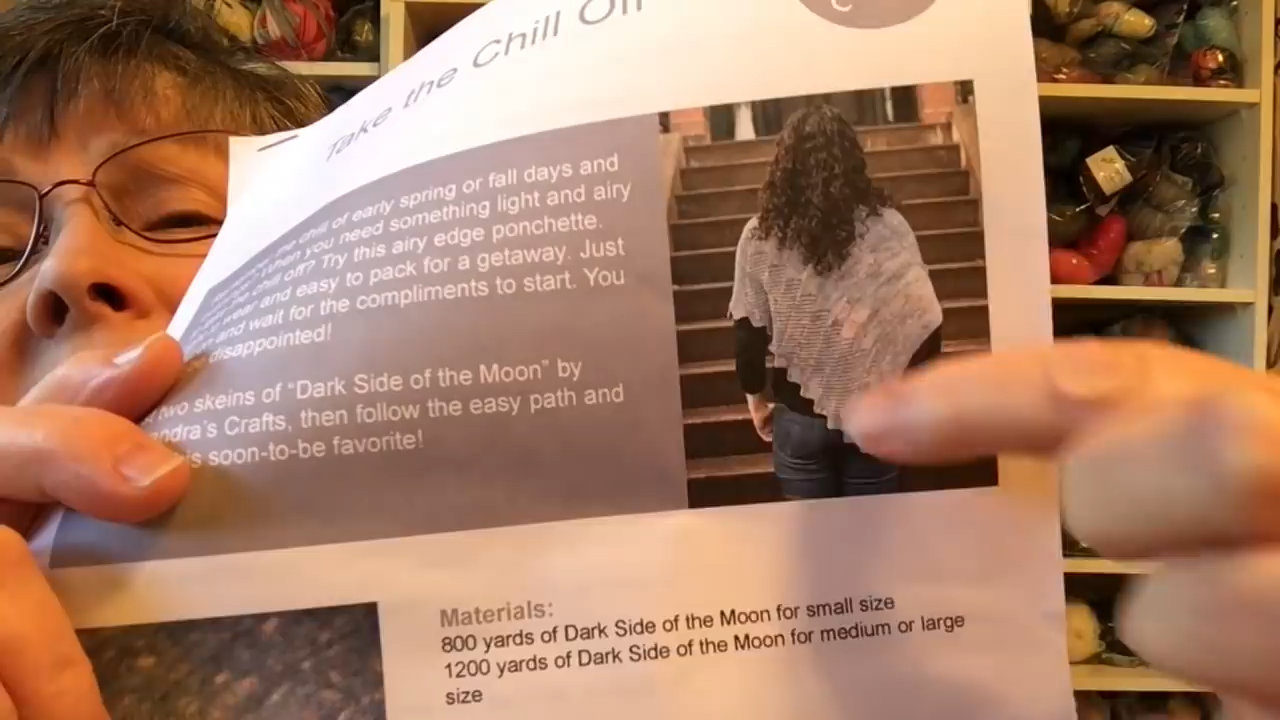 Take the Chill Off
chill of early spring or fall days and
When you need something light and airy
chill off? Try this airy edge ponchette.
wear and easy to pack for a getaway. Just
and wait for the compliments to start. You
disappointed!
two skeins of “Dark Side of the Moon” by
Crafts, then follow the easy path and
soon-to-be favorite!
Materials:
800 yards of Dark Side of the Moon for small size
1200 yards of Dark Side of the Moon for medium or large
size